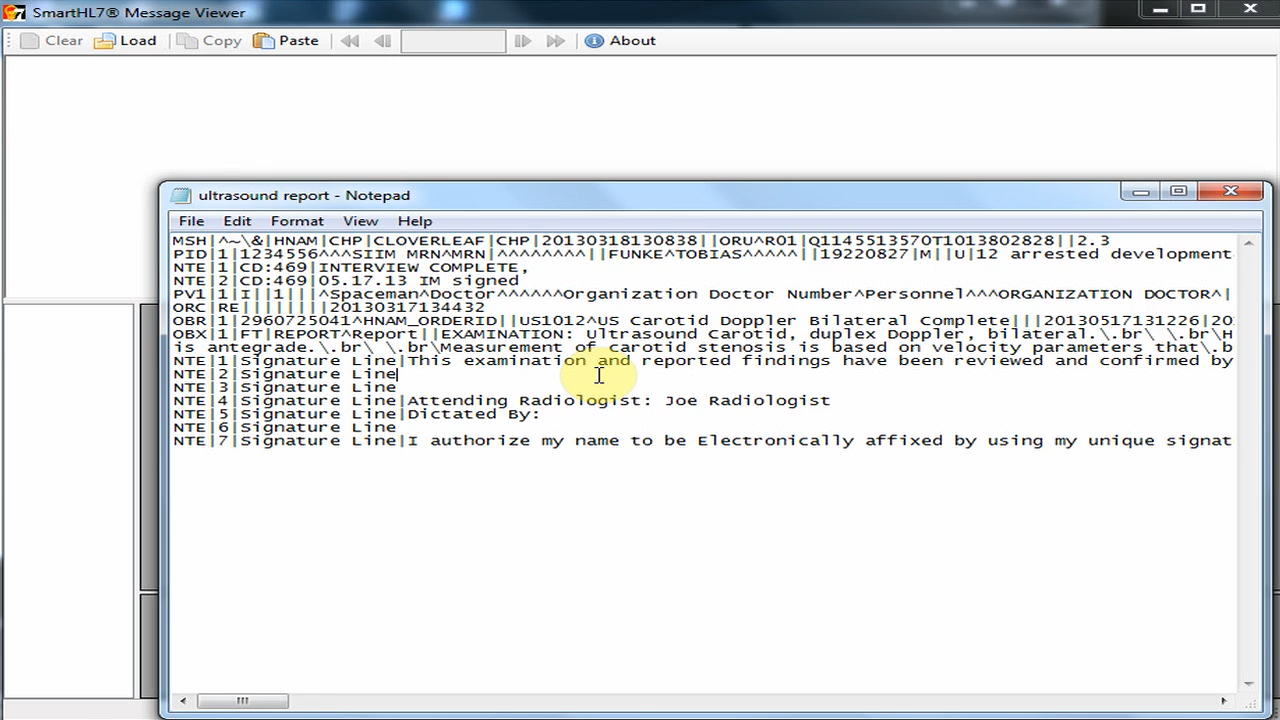 SmartHL7® Message Viewer
Clear Load Copy Paste About
ultrasound report - Notepad
File Edit Format View Help
MSH|^~\&|HNAM|CHP|CLOVERLEAF|CHP|20130318130838||ORU^R01|Q1145513570T1013802828||2.3
PID|1|1234556^^^SIIM MRN^MRN|^^^^^^^^||FUNKE^TOBIAS^^^^^||19220827|M||U|12 arrested development
NTE|1|CD:469|INTERVIEW COMPLETE,
NTE|2|CD:469|05.17.13 IM signed
PV1|1|I||1|||^Spaceman^Doctor^^^^^^Organization Doctor Number^Personnel^^^ORGANIZATION DOCTOR^|
ORC|RE||||||||20130317134432
OBR|1|2960725041^HNAM_ORDERID||US1012^US Carotid Doppler Bilateral Complete|||20130517131226|20
OBX|1|FT|REPORT^Report||EXAMINATION: Ultrasound Carotid, duplex Doppler, bilateral.\.br\ \.br\H
is antegrade.\.br\ \.br\Measurement of carotid stenosis is based on velocity parameters that\.b
NTE|1|Signature Line|This examination and reported findings have been reviewed and confirmed by
NTE|2|Signature Line
NTE|3|Signature Line
NTE|4|Signature Line|Attending Radiologist: Joe Radiologist
NTE|5|Signature Line|Dictated By:
NTE|6|Signature Line
NTE|7|Signature Line|I authorize my name to be Electronically affixed by using my unique signat